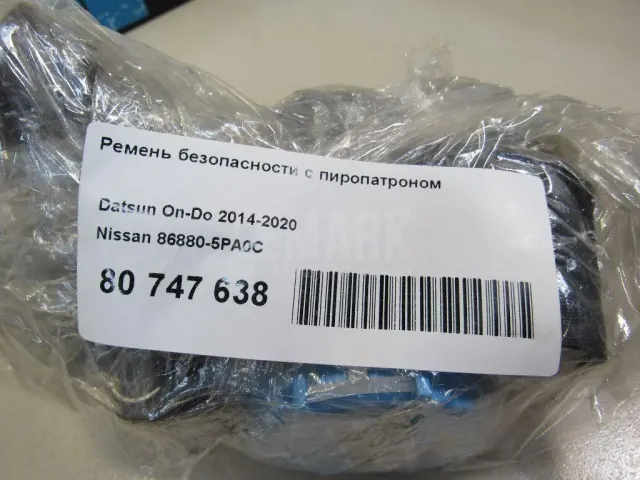 Ремень безопасности с пиропатроном
Datsun On-Do 2014-2020
Nissan 86880-5PA0C
80 747 638